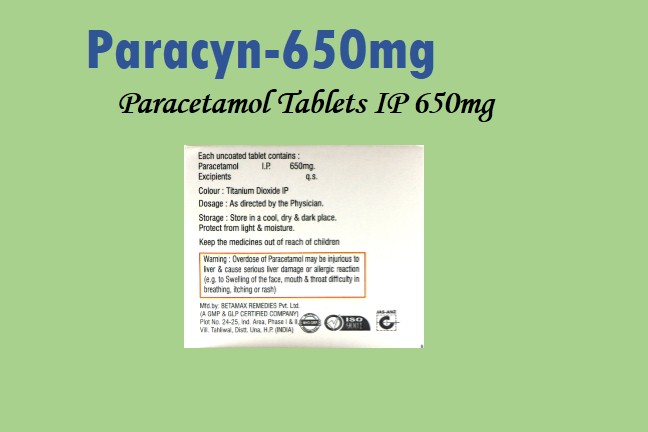 Paracyn-650mg
Paracetamol Tablets IP 650mg
Each uncoated tablet contains :
Paracetamol I.P. 650mg.
Excipients q.s.
Colour : Titanium Dioxide IP
Dosage : As directed by the Physician.
Storage : Store in a cool, dry & dark place.
Protect from light & moisture.
Keep the medicines out of reach of children
Warning : Overdose of Paracetamol may be injurious to
liver & cause serious liver damage or allergic reaction
(e.g. to Swelling of the face, mouth & throat difficulty in
breathing, itching or rash)
Mfd.by: BETAMAX REMEDIES Pvt. Ltd.
(A GMP & GLP CERTIFIED COMPANY)
Plot No. 24-25, Ind. Area, Phase I & II,
Vill. Tahliwal, Distt. Una, H.P. (INDIA)
ISO
9001
JAS-ANZ